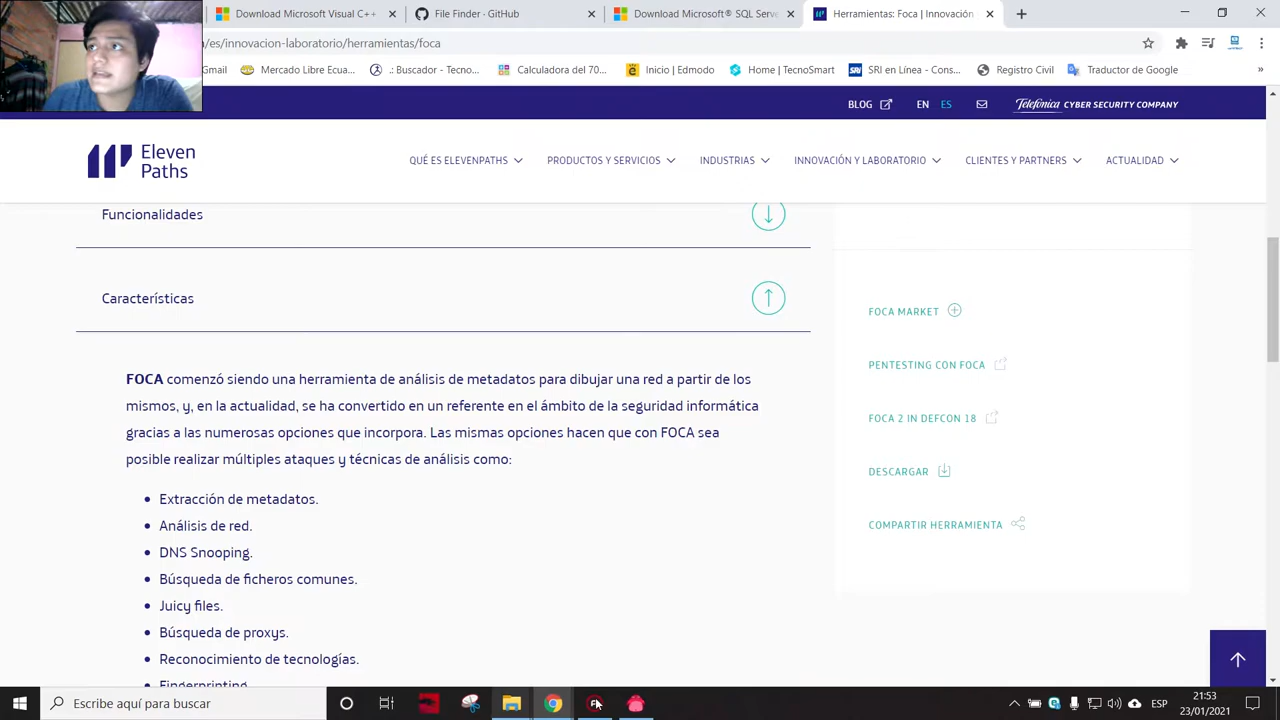 Download Microsoft Visual C++
File Finder - GitHub
Download Microsoft® SQL Serve
Herramientas: Foca | Innovación
n/es/innovacion-laboratorio/herramientas/foca
Gmail
Mercado Libre Ecua...
.: Buscador - Tecno...
Calculadora del 70...
Inicio | Edmodo
Home | TecnoSmart
SRI en Línea - Cons...
Registro Civil
Traductor de Google
»
BLOG
EN
ES
Telefónica CYBER SECURITY COMPANY
Eleven
Paths
QUÉ ES ELEVENPATHS
PRODUCTOS Y SERVICIOS
INDUSTRIAS
INNOVACIÓN Y LABORATORIO
CLIENTES Y PARTNERS
ACTUALIDAD
Funcionalidades
Características
FOCA comenzó siendo una herramienta de análisis de metadatos para dibujar una red a partir de los
mismos, y, en la actualidad, se ha convertido en un referente en el ámbito de la seguridad informática
gracias a las numerosas opciones que incorpora. Las mismas opciones hacen que con FOCA sea
posible realizar múltiples ataques y técnicas de análisis como:
• Extracción de metadatos.
• Análisis de red.
• DNS Snooping.
• Búsqueda de ficheros comunes.
• Juicy files.
• Búsqueda de proxys.
• Reconocimiento de tecnologías.
• Fingerprinting
FOCA MARKET
PENTESTING CON FOCA
FOCA 2 IN DEFCON 18
DESCARGAR
COMPARTIR HERRAMIENTA
Escribe aquí para buscar
ESP
21:53
23/01/2021